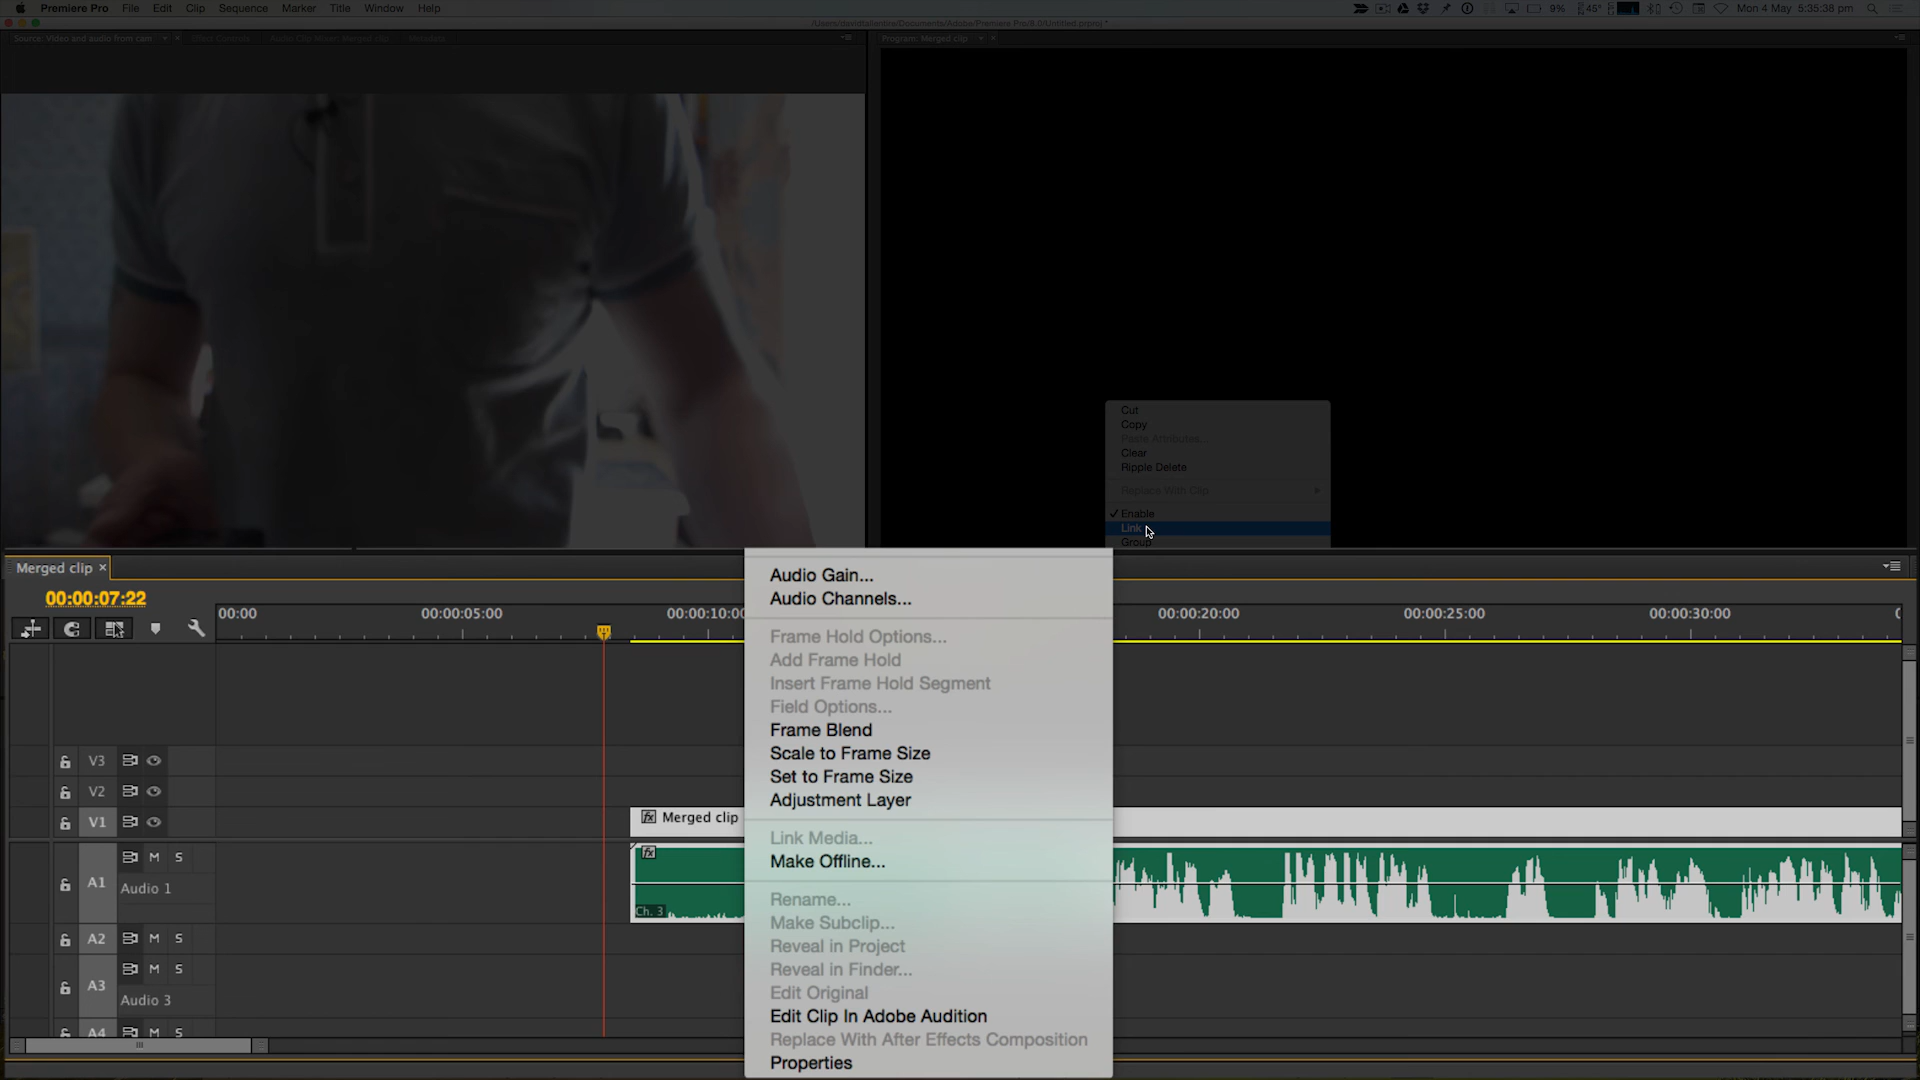 Premiere Pro File Edit Clip Sequence Marker Title Window Help
9% 45° Mon 4 May 5:35:38 pm
/Users/davidballantine/Documents/Adobe/Premiere Pro/8.0/Untitled.prproj *
Source: Video and audio from cam
Effect Controls
Audio Clip Mixer: Merged clip
Metadata
Program: Merged clip
Cut
Copy
Paste Attributes...
Clear
Ripple Delete
Replace With Clip
Enable
Link
Group
Merged clip
00:00:07:22
00:00
00:00:05:00
00:00:10:00
00:00:20:00
00:00:25:00
00:00:30:00
Audio Gain...
Audio Channels...
Frame Hold Options...
Add Frame Hold
Insert Frame Hold Segment
Field Options...
Frame Blend
Scale to Frame Size
Set to Frame Size
Adjustment Layer
Link Media...
Make Offline...
Rename...
Make Subclip...
Reveal in Project
Reveal in Finder...
Edit Original
Edit Clip In Adobe Audition
Replace With After Effects Composition
Properties
V3
V2
V1
Merged clip
A1 M S
Audio 1
Ch. 3
A2 M S
A3 M S
Audio 3
A4 M S